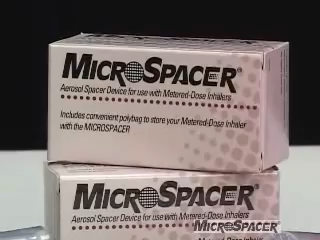 MICROSPACER®
Aerosol Spacer Device for use with Metered-Dose Inhalers
Includes convenient polybag to store your Metered-Dose Inhaler
with the MICROSPACER
MICROSPACER®
Aerosol Spacer Device for use with Metered-Dose Inhalers
MICROSPACER